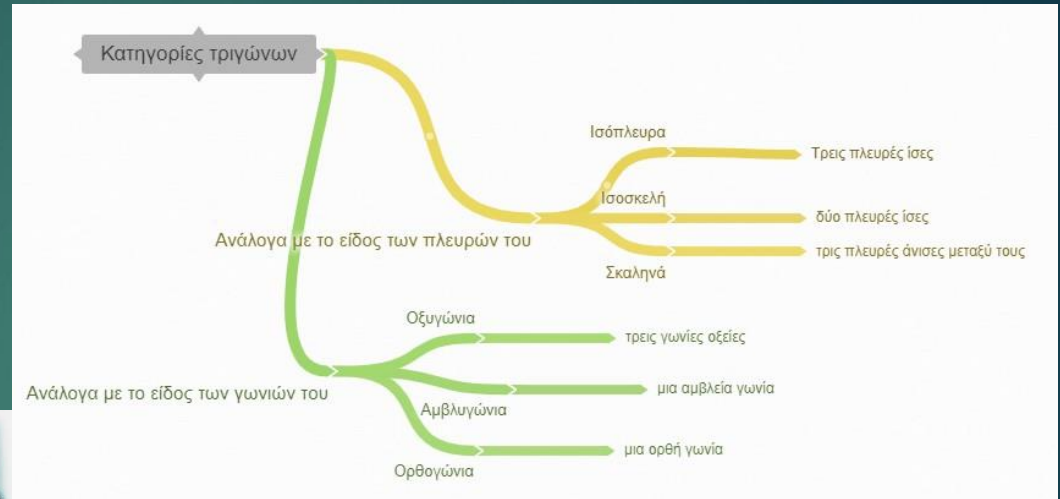 Κατηγορίες τριγώνων
Ανάλογα με το είδος των πλευρών του
Ισόπλευρα
Τρεις πλευρές ίσες
Ισοσκελή
δύο πλευρές ίσες
Σκαληνά
τρις πλευρές άνισες μεταξύ τους
Ανάλογα με το είδος των γωνιών του
Οξυγώνια
τρεις γωνίες οξείες
Αμβλυγώνια
μια αμβλεία γωνία
Ορθογώνια
μια ορθή γωνία